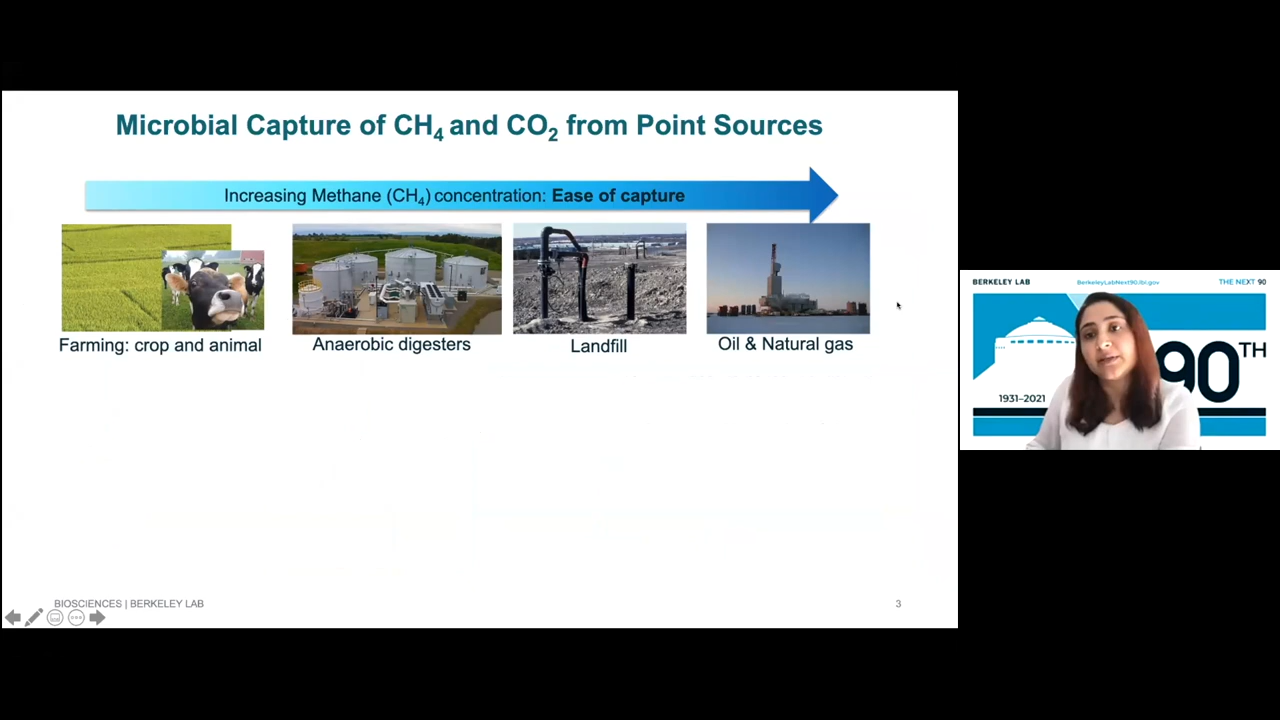 Microbial Capture of CH₄ and CO₂ from Point Sources
Increasing Methane (CH₄) concentration: Ease of capture
Farming: crop and animal
Anaerobic digesters
Landfill
Oil & Natural gas
BIOSCIENCES | BERKELEY LAB
3
BERKELEY LAB
BerkeleyLabNext90.lbl.gov
THE NEXT 90
90TH
1931–2021